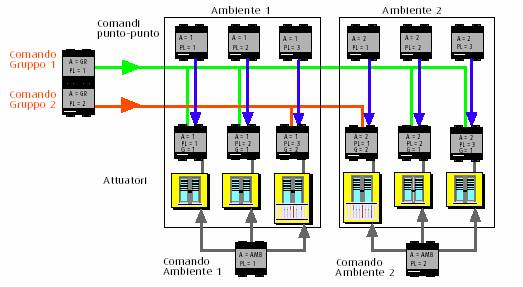 Ambiente 1
Ambiente 2
Comandi
punto-punto
A = 1
PL = 1
A = 1
PL = 2
A = 1
PL = 3
A = 2
PL = 1
A = 2
PL = 2
A = 2
PL = 3
Comando
Gruppo 1
A = GR
PL = 1
Comando
Gruppo 2
A = GR
PL = 2
A = 1
PL = 1
G = 1
A = 1
PL = 2
G = 1
A = 1
PL = 3
G = 2
A = 2
PL = 1
G = 2
A = 2
PL = 2
G = 1
A = 2
PL = 3
G = 1
Attuatori
Comando
Ambiente 1
A = AMB
PL = 1
Comando
Ambiente 2
A = AMB
PL = 2